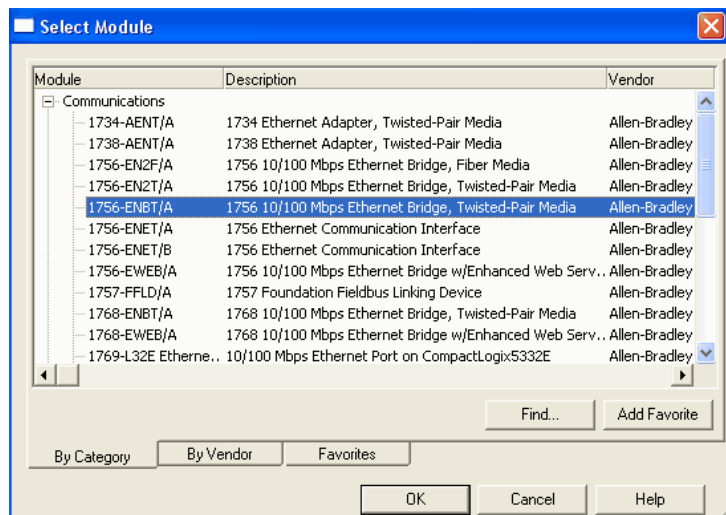 Select Module
Module Description Vendor
Communications
1734-AENT/A 1734 Ethernet Adapter, Twisted-Pair Media Allen-Bradley
1738-AENT/A 1738 Ethernet Adapter, Twisted-Pair Media Allen-Bradley
1756-EN2F/A 1756 10/100 Mbps Ethernet Bridge, Fiber Media Allen-Bradley
1756-EN2T/A 1756 10/100 Mbps Ethernet Bridge, Twisted-Pair Media Allen-Bradley
1756-ENBT/A 1756 10/100 Mbps Ethernet Bridge, Twisted-Pair Media Allen-Bradley
1756-ENET/A 1756 Ethernet Communication Interface Allen-Bradley
1756-ENET/B 1756 Ethernet Communication Interface Allen-Bradley
1756-EWEB/A 1756 10/100 Mbps Ethernet Bridge w/Enhanced Web Serv.. Allen-Bradley
1757-FFLD/A 1757 Foundation Fieldbus Linking Device Allen-Bradley
1768-ENBT/A 1768 10/100 Mbps Ethernet Bridge, Twisted-Pair Media Allen-Bradley
1768-EWEB/A 1768 10/100 Mbps Ethernet Bridge w/Enhanced Web Serv.. Allen-Bradley
1769-L32E Etherne.. 10/100 Mbps Ethernet Port on CompactLogix5332E Allen-Bradley
Find... Add Favorite
By Category By Vendor Favorites
OK Cancel Help